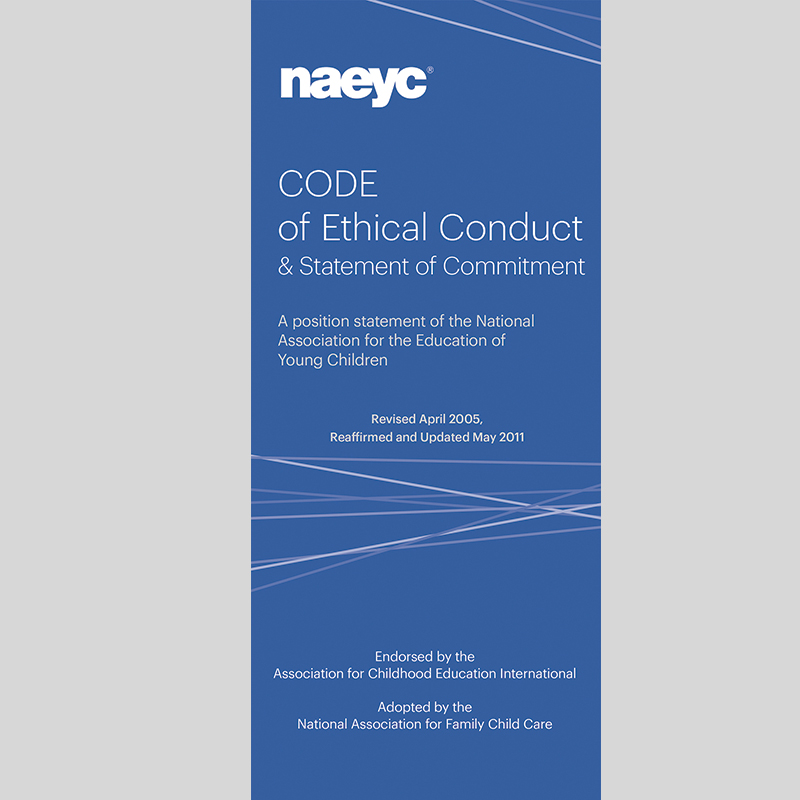 naeyc®
CODE
of Ethical Conduct
& Statement of Commitment
A position statement of the National
Association for the Education of
Young Children
Revised April 2005,
Reaffirmed and Updated May 2011
Endorsed by the
Association for Childhood Education International
Adopted by the
National Association for Family Child Care